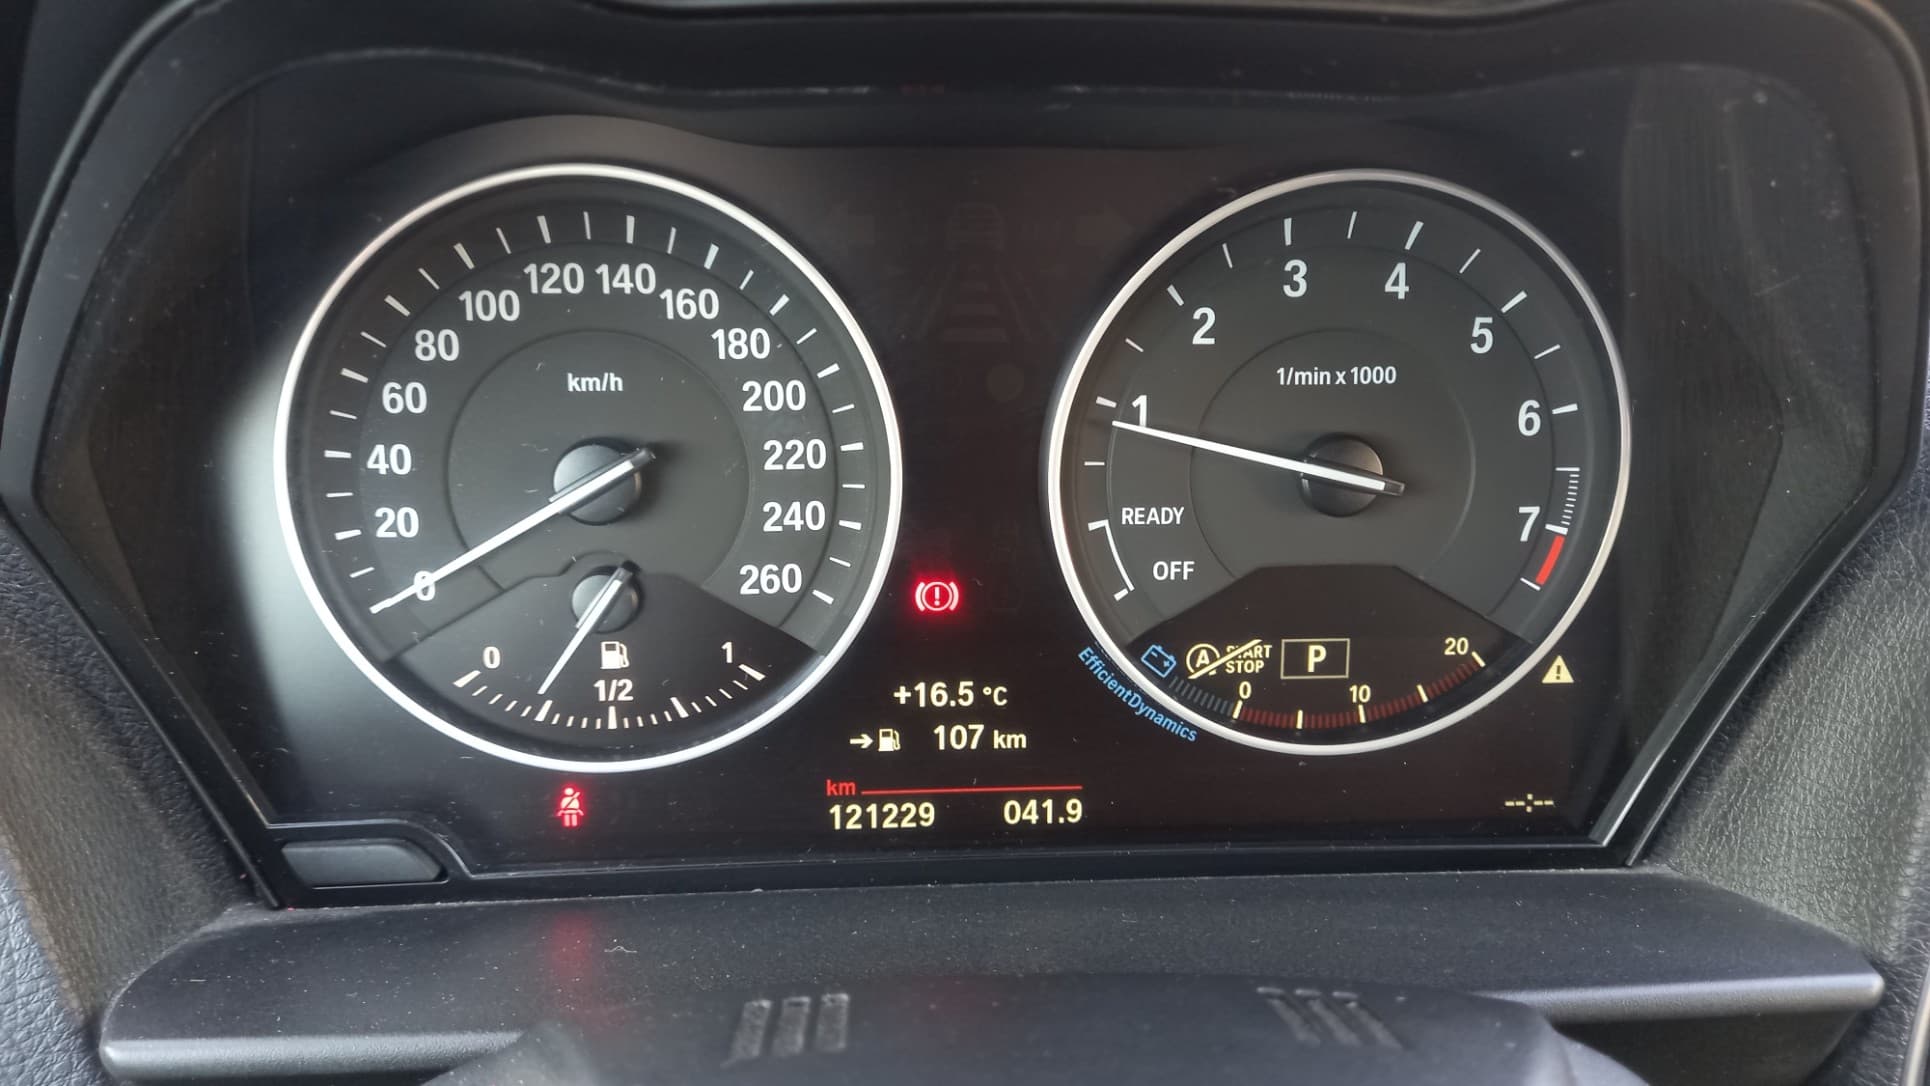 km/h
0
20
40
60
80
100
120
140
160
180
200
220
240
260
0
1/2
1
+16.5 °C
107 km
km
121229 041.9
1/min x 1000
1
2
3
4
5
6
7
READY
OFF
A START
STOP
P
0
10
20
EfficientDynamics
--:--